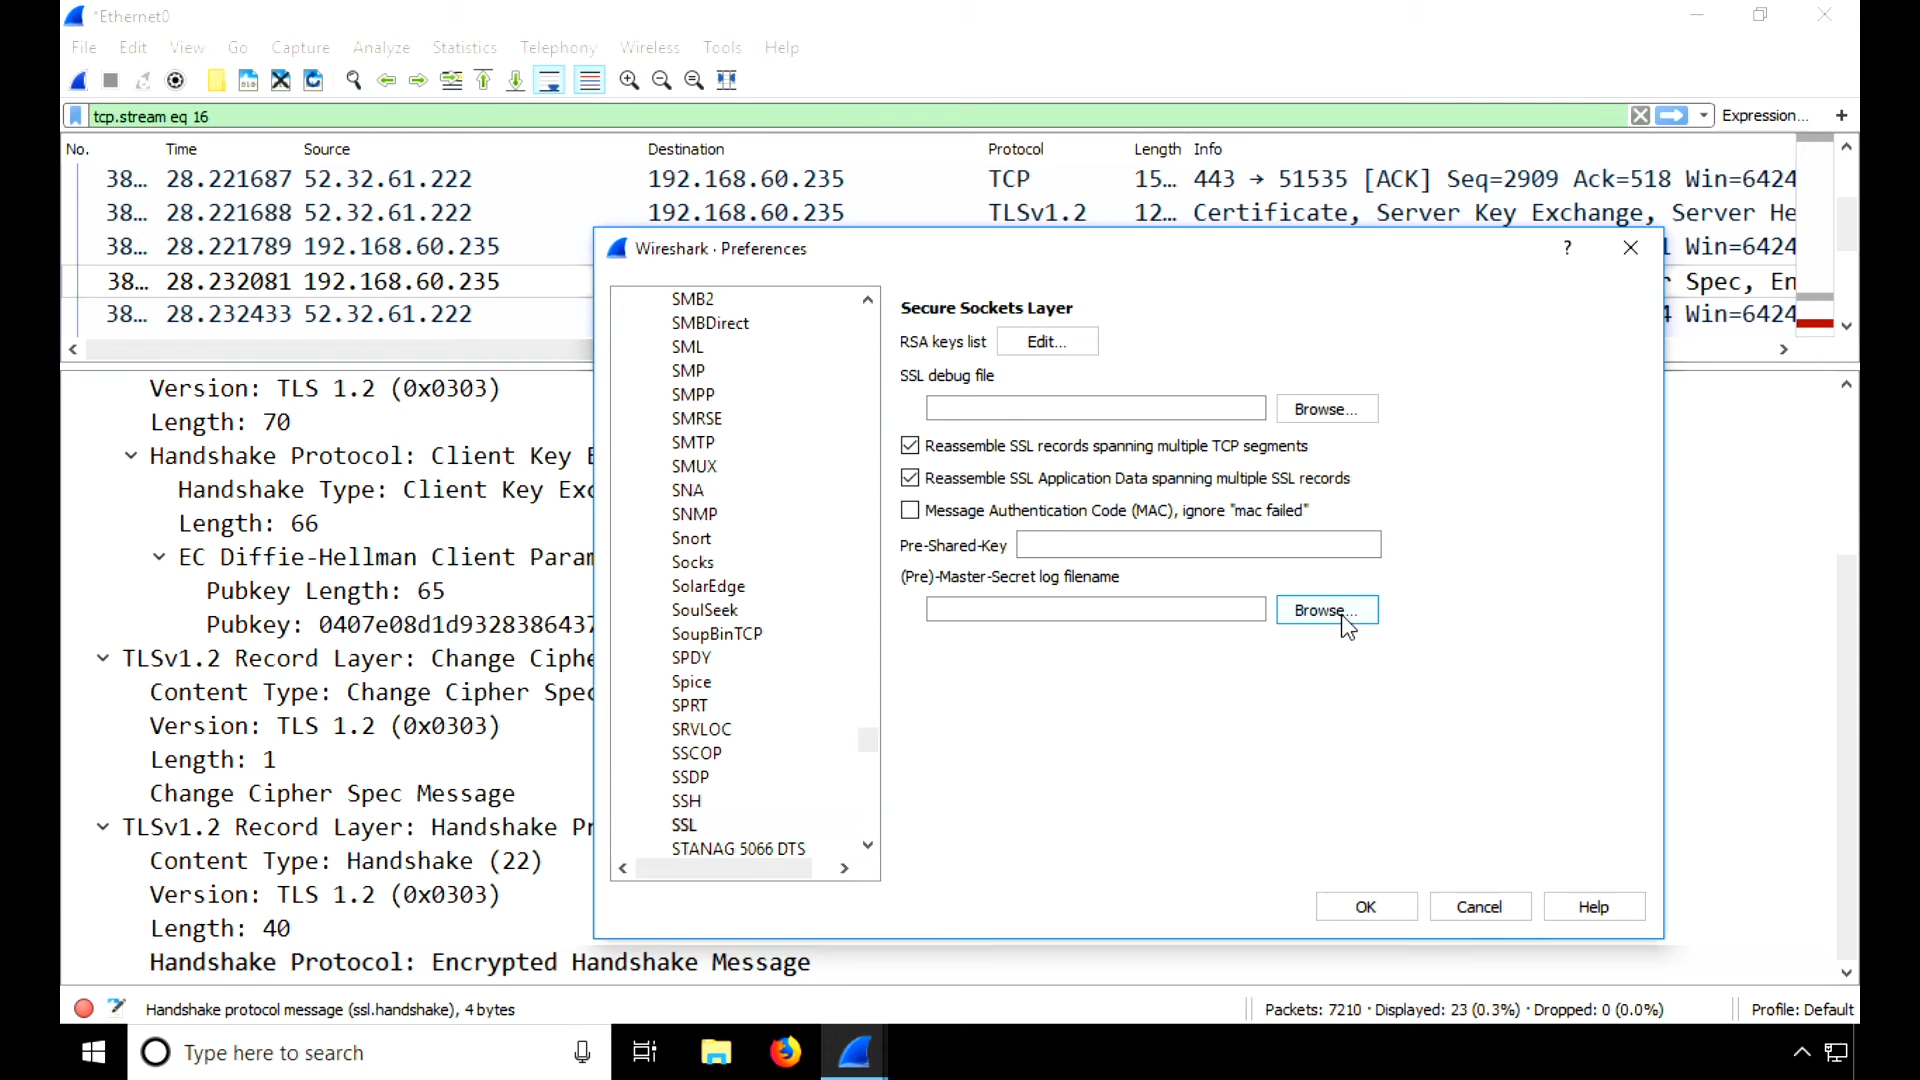 *Ethernet0
File Edit View Go Capture Analyze Statistics Telephony Wireless Tools Help
tcp.stream eq 16
Expression... +
No. Time Source Destination Protocol Length Info
38... 28.221687 52.32.61.222 192.168.60.235 TCP 15... 443 → 51535 [ACK] Seq=2909 Ack=518 Win=6424
38... 28.221688 52.32.61.222 192.168.60.235 TLSv1.2 12... Certificate, Server Key Exchange, Server He
38... 28.221789 192.168.60.235 Win=6424
38... 28.232081 192.168.60.235 Spec, En
38... 28.232433 52.32.61.222 Win=6424
Version: TLS 1.2 (0x0303)
Length: 70
Handshake Protocol: Client Key E
Handshake Type: Client Key Exc
Length: 66
EC Diffie-Hellman Client Param
Pubkey Length: 65
Pubkey: 0407e08d1d9328386437
TLSv1.2 Record Layer: Change Ciphe
Content Type: Change Cipher Spec
Version: TLS 1.2 (0x0303)
Length: 1
Change Cipher Spec Message
TLSv1.2 Record Layer: Handshake Pr
Content Type: Handshake (22)
Version: TLS 1.2 (0x0303)
Length: 40
Handshake Protocol: Encrypted Handshake Message
Wireshark · Preferences
?
SMB2
SMBDirect
SML
SMP
SMPP
SMRSE
SMTP
SMUX
SNA
SNMP
Snort
Socks
SolarEdge
SoulSeek
SoupBinTCP
SPDY
Spice
SPRT
SRVLOC
SSCOP
SSDP
SSH
SSL
STANAG 5066 DTS
Secure Sockets Layer
RSA keys list Edit...
SSL debug file
Browse...
Reassemble SSL records spanning multiple TCP segments
Reassemble SSL Application Data spanning multiple SSL records
Message Authentication Code (MAC), ignore "mac failed"
Pre-Shared-Key
(Pre)-Master-Secret log filename
Browse...
OK Cancel Help
Handshake protocol message (ssl.handshake), 4 bytes
Packets: 7210 · Displayed: 23 (0.3%) · Dropped: 0 (0.0%)
Profile: Default
Type here to search